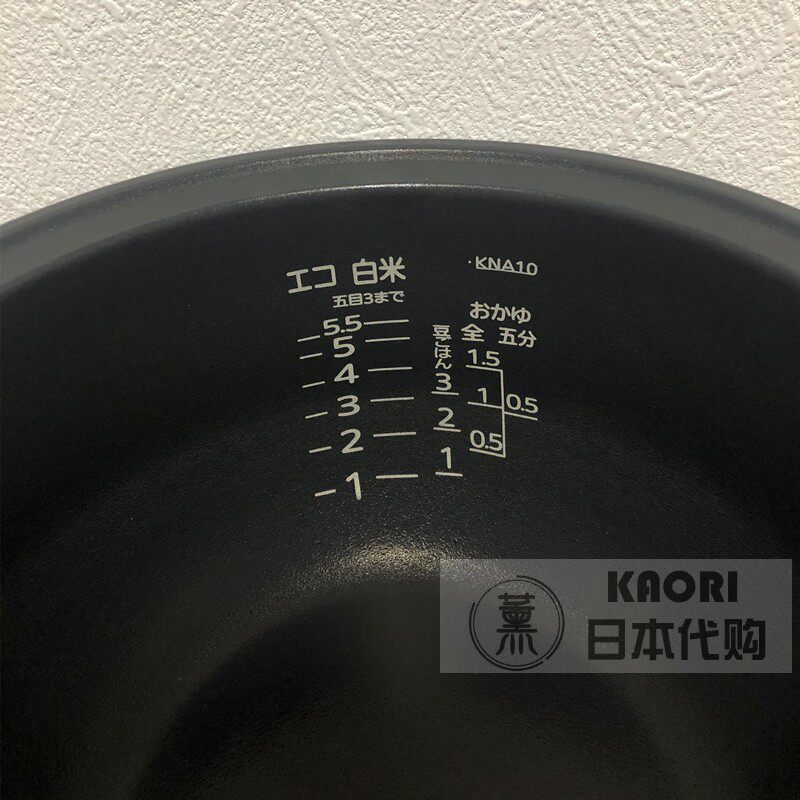 エコ 白米
五目3まで
5.5
5
4
3
2
1
豆ごはん
3
2
1
·KNA10
おかゆ
全 五分
1.5
1
0.5
0.5
薫
KAORI
日本代购